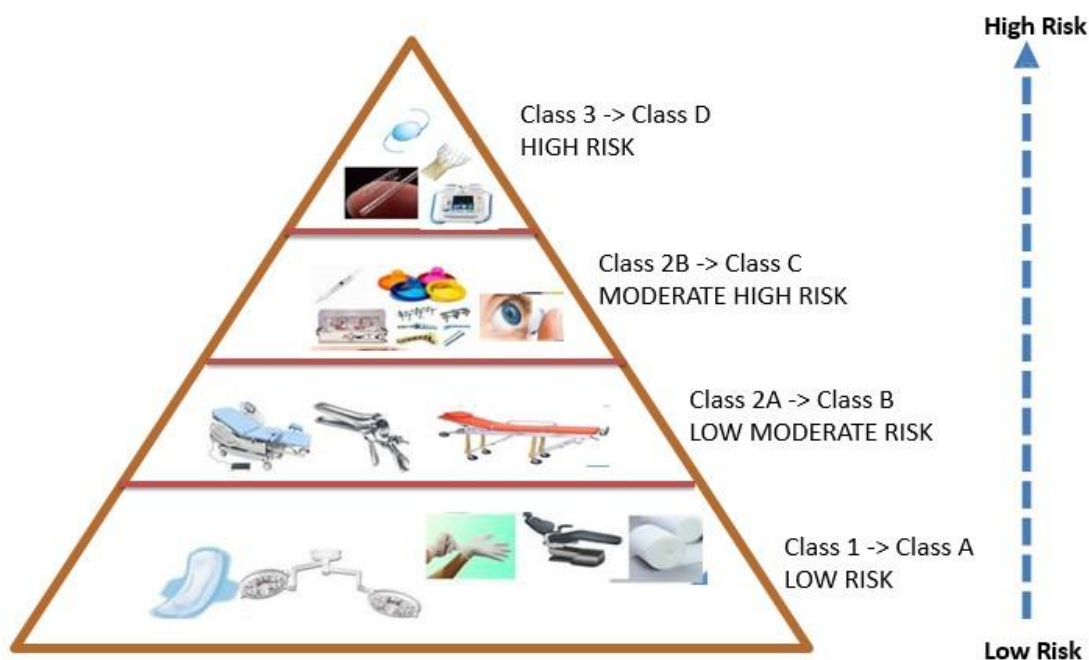 High Risk
Class 3 -> Class D
HIGH RISK
Class 2B -> Class C
MODERATE HIGH RISK
Class 2A -> Class B
LOW MODERATE RISK
Class 1 -> Class A
LOW RISK
Low Risk